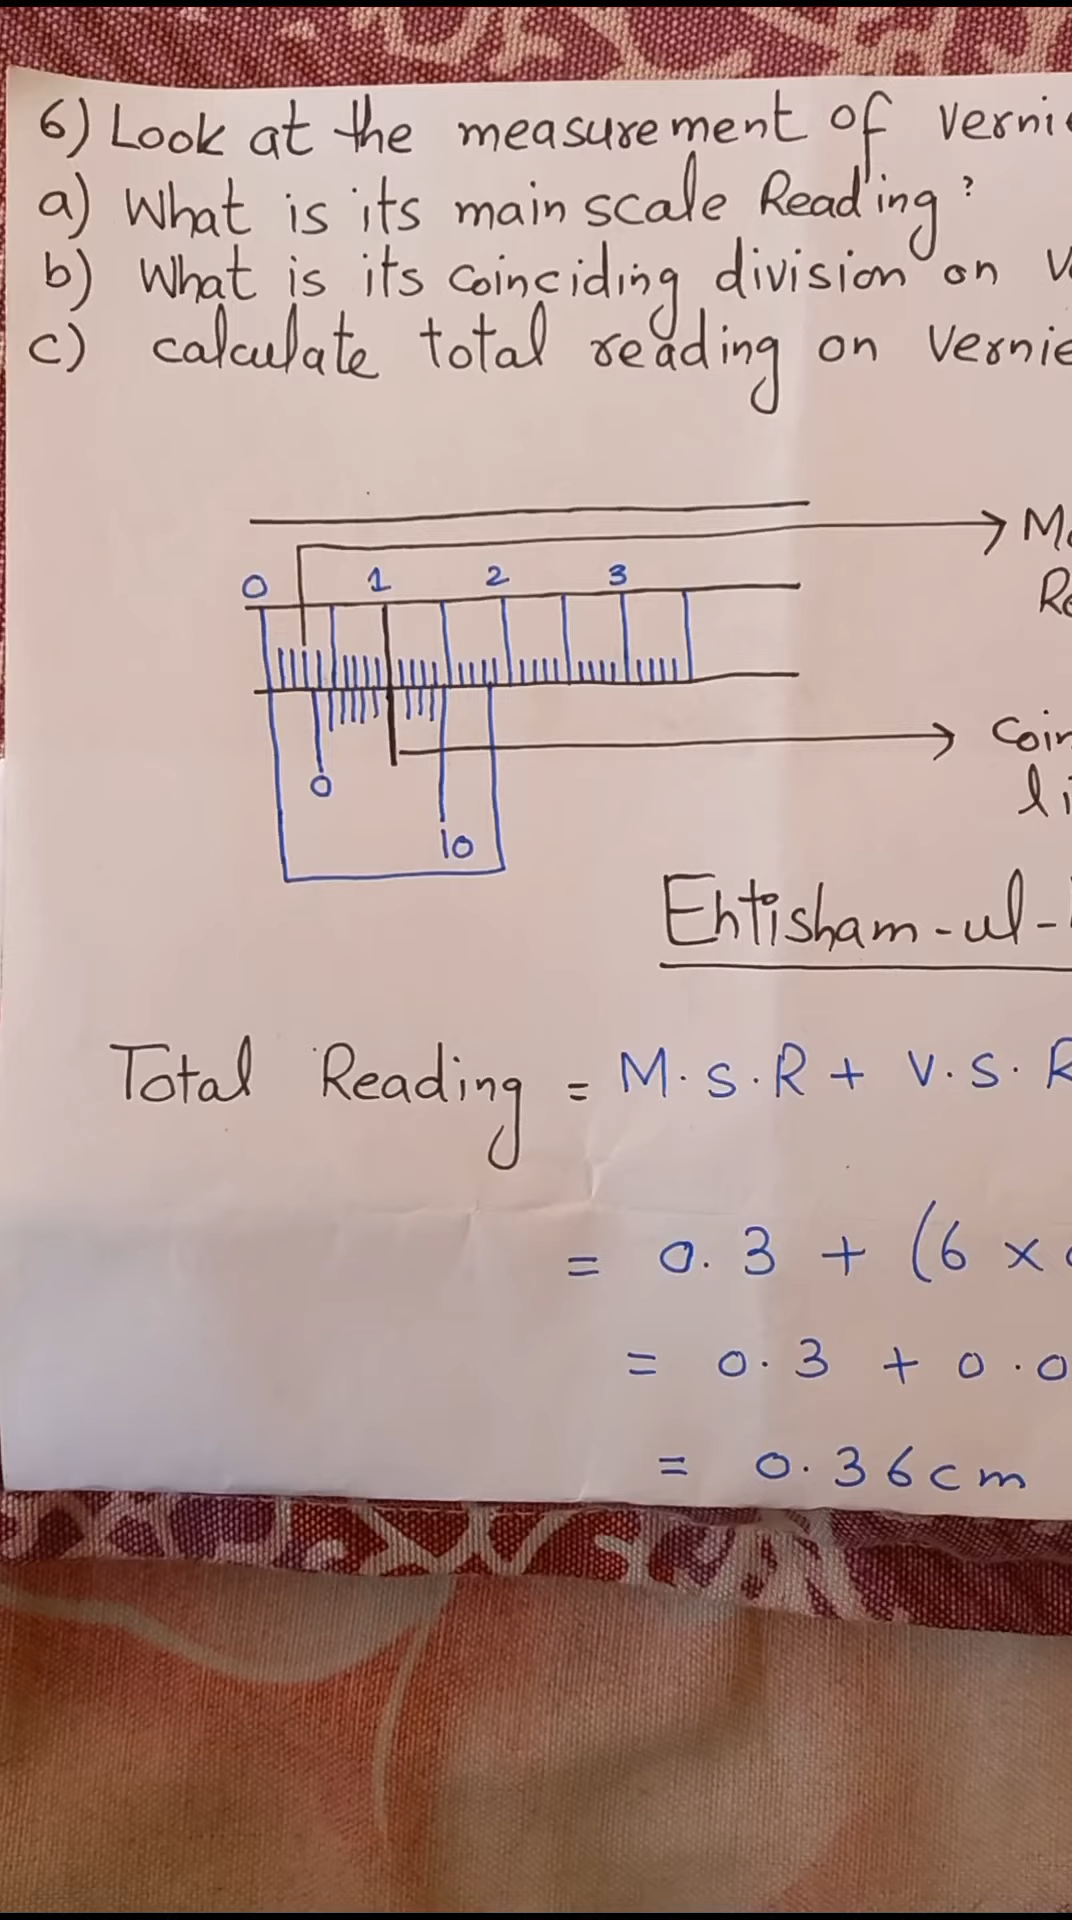 6) Look at the measurement of
a) What is its main scale Reading?
b) What is its coinciding division on
c) calculate total reading on
0 1 2 3
0
10
Ehtisham-ul-
Total Reading = M.S.R + V.S.R
= 0.3 + (6 ×
= 0.3 + 0.0
= 0.36cm